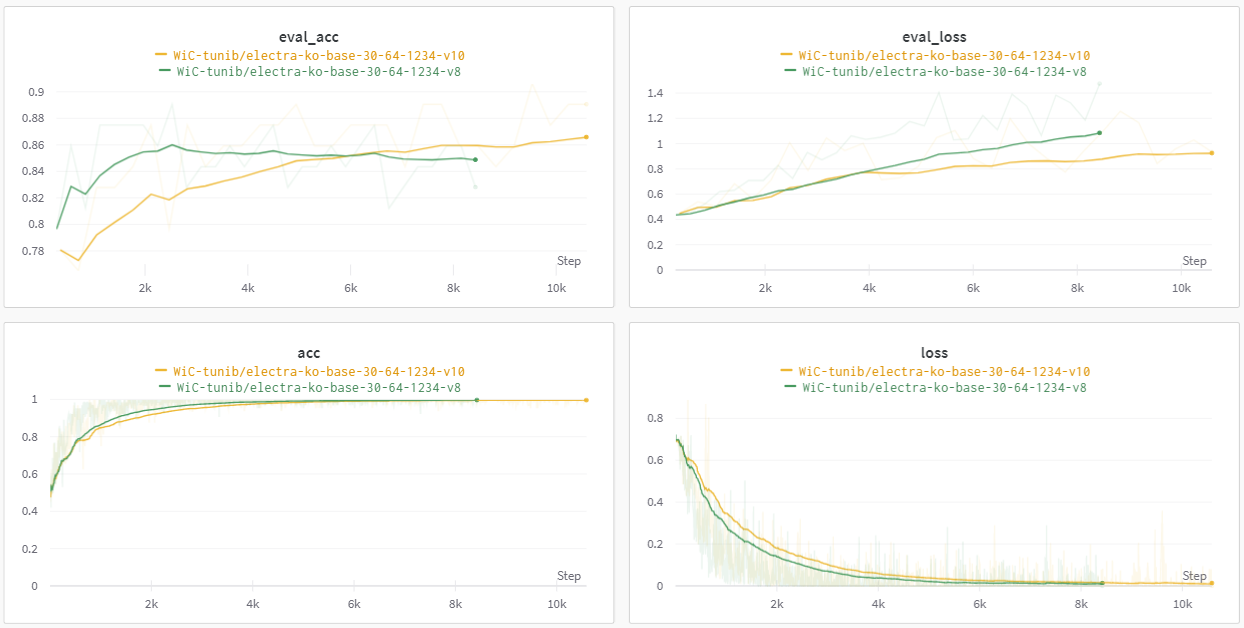 eval_acc
WiC-tunib/electra-ko-base-30-64-1234-v10
WiC-tunib/electra-ko-base-30-64-1234-v8
0.9
0.88
0.86
0.84
0.82
0.8
0.78
Step
2k 4k 6k 8k 10k
eval_loss
WiC-tunib/electra-ko-base-30-64-1234-v10
WiC-tunib/electra-ko-base-30-64-1234-v8
1.4
1.2
1
0.8
0.6
0.4
0.2
0
Step
2k 4k 6k 8k 10k
acc
WiC-tunib/electra-ko-base-30-64-1234-v10
WiC-tunib/electra-ko-base-30-64-1234-v8
1
0.8
0.6
0.4
0.2
0
Step
2k 4k 6k 8k 10k
loss
WiC-tunib/electra-ko-base-30-64-1234-v10
WiC-tunib/electra-ko-base-30-64-1234-v8
0.8
0.6
0.4
0.2
0
Step
2k 4k 6k 8k 10k